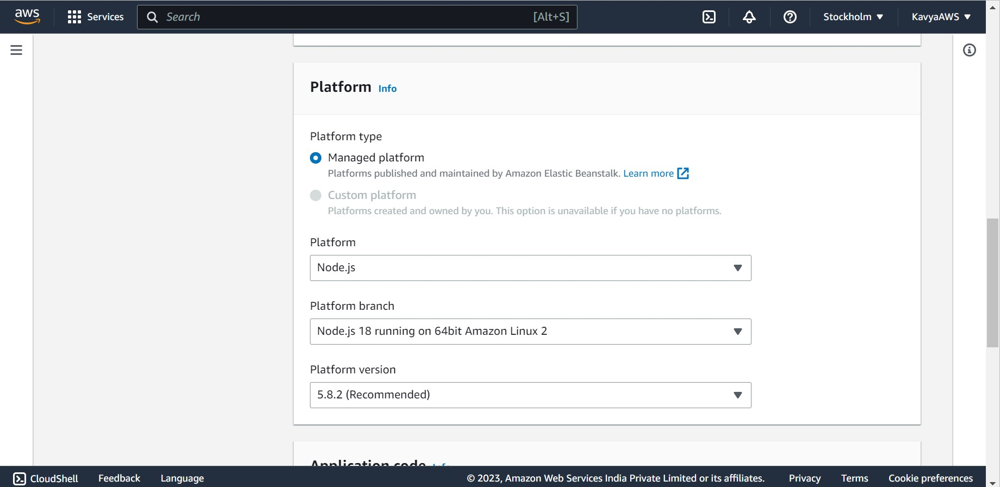 aws
Services
Search [Alt+S]
Stockholm
KavyaAWS
Platform Info
Platform type
Managed platform
Platforms published and maintained by Amazon Elastic Beanstalk. Learn more
Custom platform
Platforms created and owned by you. This option is unavailable if you have no platforms.
Platform
Node.js
Platform branch
Node.js 18 running on 64bit Amazon Linux 2
Platform version
5.8.2 (Recommended)
Application code Info
CloudShell Feedback Language © 2023, Amazon Web Services India Private Limited or its affiliates. Privacy Terms Cookie preferences